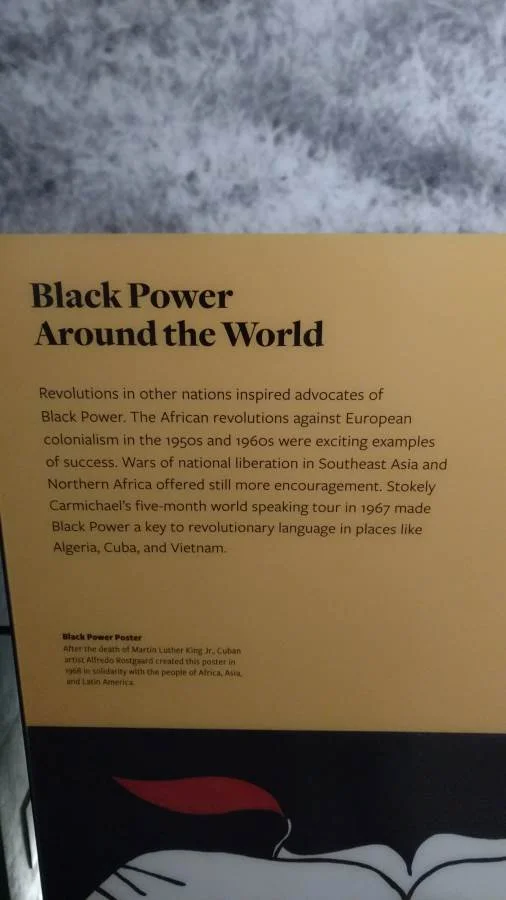 Black Power
Around the World
Revolutions in other nations inspired advocates of
Black Power. The African revolutions against European
colonialism in the 1950s and 1960s were exciting examples
of success. Wars of national liberation in Southeast Asia and
Northern Africa offered still more encouragement. Stokely
Carmichael's five-month world speaking tour in 1967 made
Black Power a key to revolutionary language in places like
Algeria, Cuba, and Vietnam.
Black Power Poster
After the death of Martin Luther King Jr., Cuban
artist Alfredo Rostgaard created this poster in
1968 in solidarity with the people of Africa, Asia,
and Latin America.